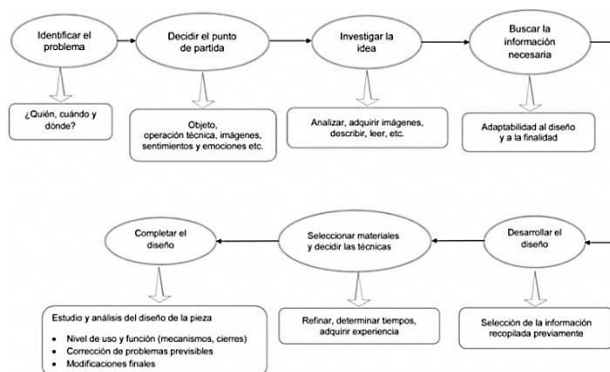 Identificar el
problema
Decidir el punto
de partida
Investigar la
idea
Buscar la
información
necesaria
¿Quién, cuándo y
dónde?
Objeto,
operación técnica, imágenes,
sentimientos y emociones etc.
Analizar, adquirir imágenes,
describir, leer, etc.
Adaptabilidad al diseño
y a la finalidad
Completar el
diseño
Seleccionar materiales
y decidir las técnicas
Desarrollar el
diseño
Estudio y análisis del diseño de la pieza
• Nivel de uso y función (mecanismos, cierres)
• Corrección de problemas previsibles
• Modificaciones finales
Refinar, determinar tiempos,
adquirir experiencia
Selección de la información
recopilada previamente